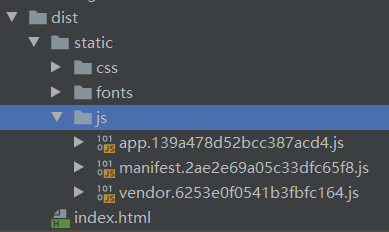 dist
static
css
fonts
js
app.139a478d52bcc387acd4.js
manifest.2ae2e69a05c33dfc65f8.js
vendor.6253e0f0541b3fbfc164.js
index.html